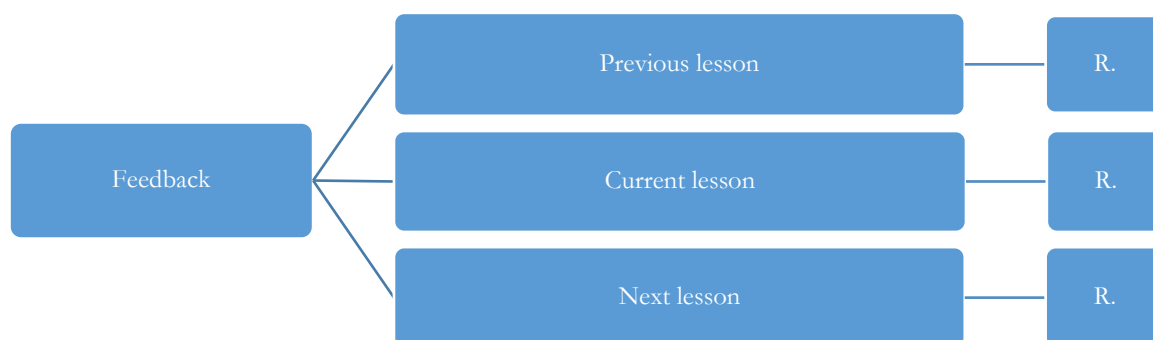 Feedback
Previous lesson
R.
Current lesson
R.
Next lesson
R.